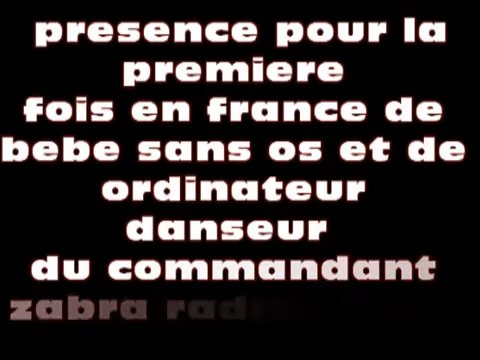 presence pour la
premiere
fois en france de
bebe sans os et de
ordinateur
danseur
du commandant
zabra